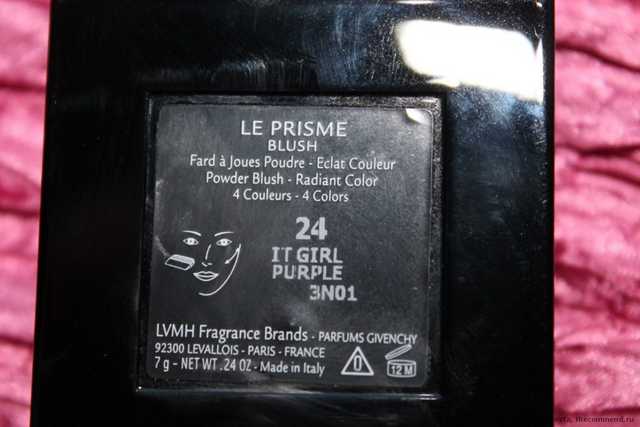 LE PRISME
BLUSH
Fard à Joues Poudre - Eclat Couleur
Powder Blush - Radiant Color
4 Couleurs - 4 Colors
24
IT GIRL
PURPLE
3N01
LVMH Fragrance Brands - PARFUMS GIVENCHY
92300 LEVALLOIS - PARIS - FRANCE
7 g - NET WT .24 OZ - Made in Italy
12 M